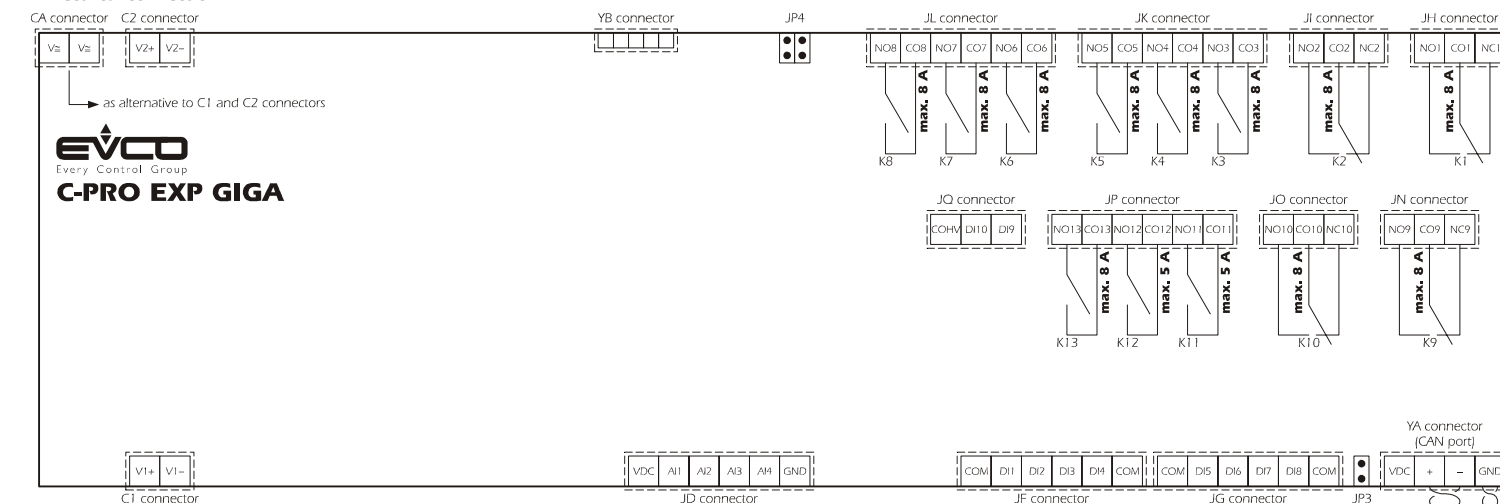 CA connector C2 connector YB connector JP4 JL connector JK connector JI connector JH connector
V≅ V≅ V2+ V2− NO8 CO8 NO7 CO7 NO6 CO6 NO5 CO5 NO4 CO4 NO3 CO3 NO2 CO2 NC2 NO1 CO1 NC1
max. 8 A max. 8 A max. 8 A max. 8 A max. 8 A max. 8 A max. 8 A max. 8 A
as alternative to C1 and C2 connectors
K8 K7 K6 K5 K4 K3 K2 K1
EVCO
Every Control Group
C-PRO EXP GIGA
JQ connector JP connector JO connector JN connector
COHV DI10 DI9 NO13 CO13 NO12 CO12 NO11 CO11 NO10 CO10 NC10 NO9 CO9 NC9
max. 8 A max. 5 A max. 5 A max. 8 A max. 8 A
K13 K12 K11 K10 K9
YA connector
(CAN port)
V1+ V1− VDC AI1 AI2 AI3 AI4 GND COM DI1 DI2 DI3 DI4 COM COM DI5 DI6 DI7 DI8 COM VDC + − GND
C1 connector JD connector JF connector JG connector JP3